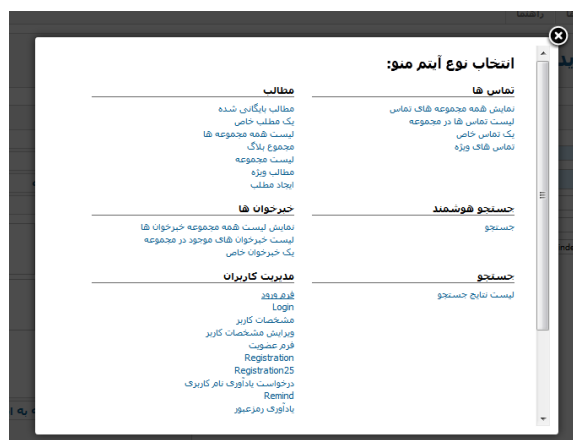 راهنما
انتخاب نوع آیتم منو:
تماس ها
نمایش همه مجموعه های تماس
لیست تماس ها در مجموعه
یک تماس خاص
تماس های ویژه
مطالب
مطالب بایگانی شده
یک مطلب خاص
لیست همه مجموعه ها
مجموع بلاگ
لیست مجموعه
مطالب ویژه
ایجاد مطلب
جستجو هوشمند
جستجو
خبرخوان ها
نمایش لیست همه مجموعه خبرخوان ها
لیست خبرخوان های موجود در مجموعه
یک خبرخوان خاص
جستجو
لیست نتایج جستجو
مدیریت کاربران
فرم ورود
Login
مشخصات کاربر
ویرایش مشخصات کاربر
فرم عضویت
Registration
Registration25
درخواست یادآوری نام کاربری
Remind
یادآوری رمزعبور